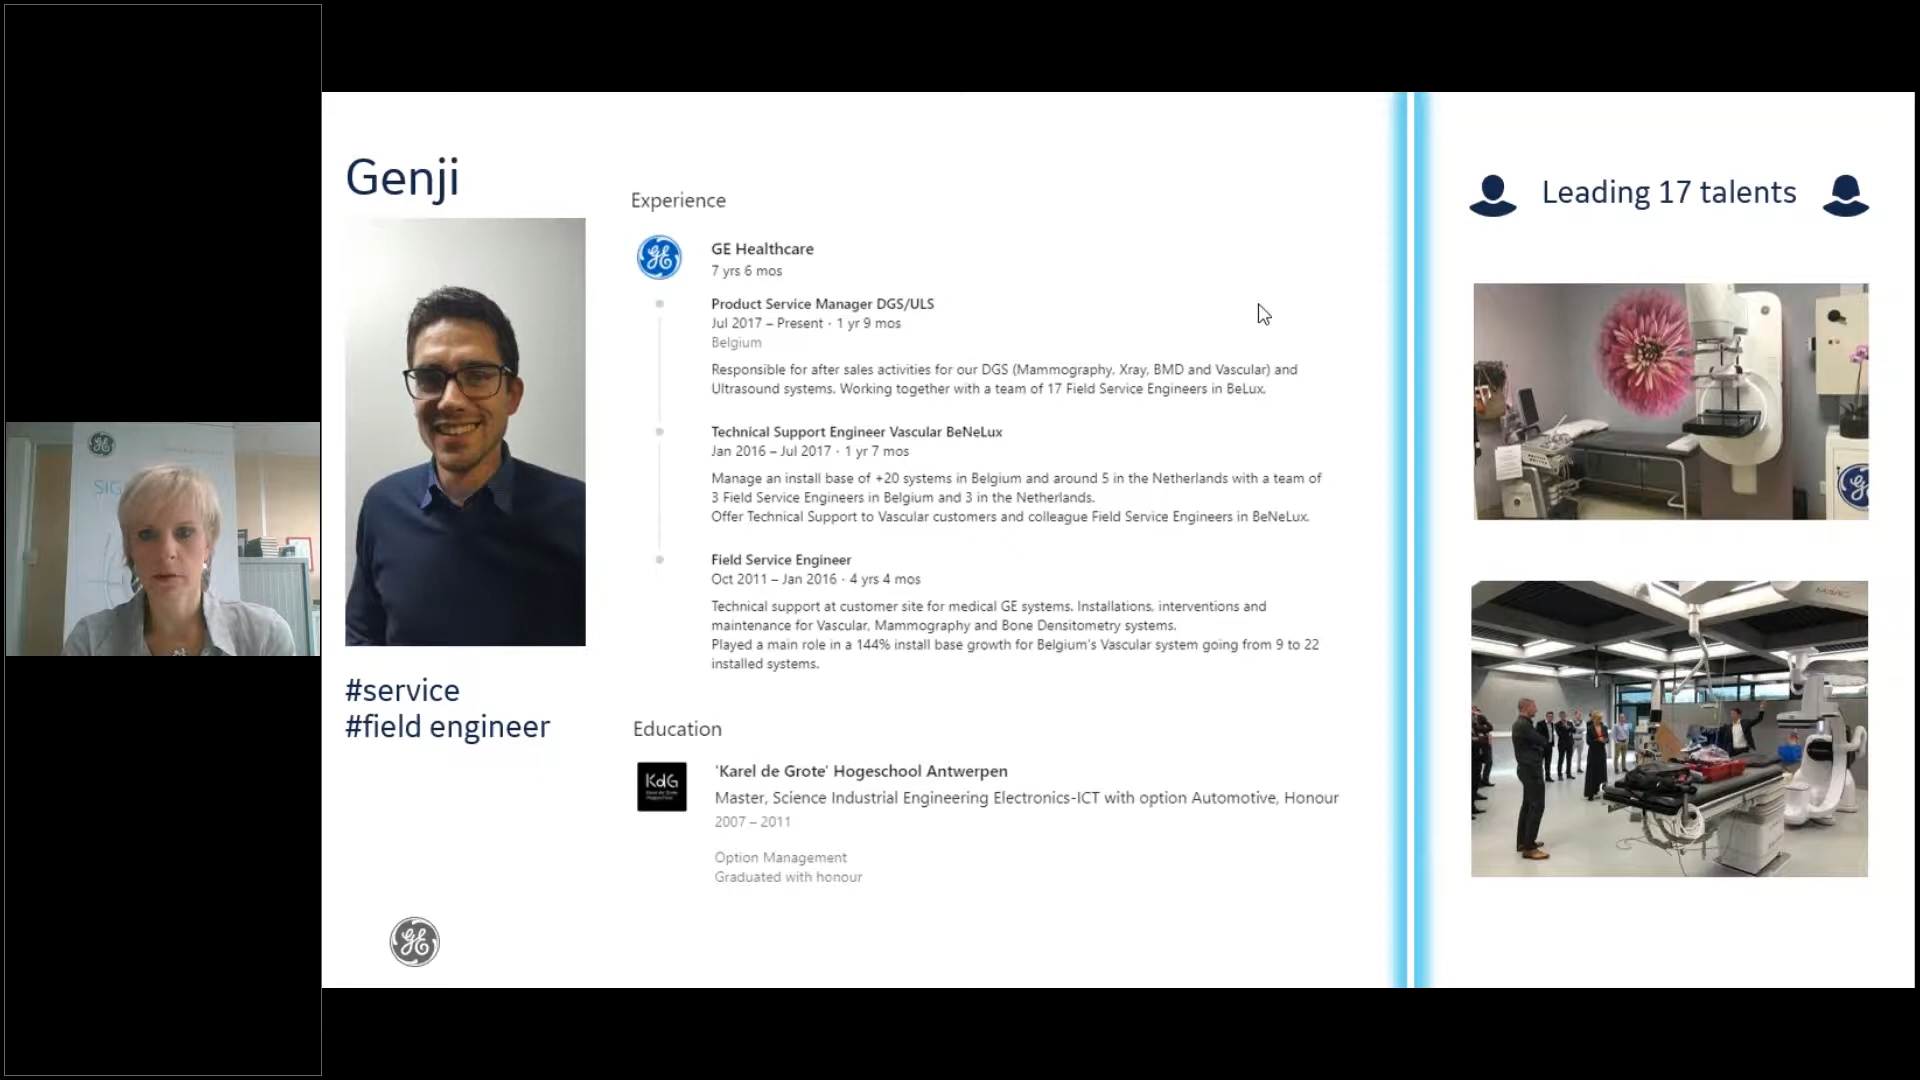 Genji
#service
#field engineer
Experience
GE Healthcare
7 yrs 6 mos
Product Service Manager DGS/ULS
Jul 2017 – Present · 1 yr 9 mos
Belgium
Responsible for after sales activities for our DGS (Mammography, Xray, BMD and Vascular) and
Ultrasound systems. Working together with a team of 17 Field Service Engineers in BeLux.
Technical Support Engineer Vascular BeNeLux
Jan 2016 – Jul 2017 · 1 yr 7 mos
Manage an install base of +20 systems in Belgium and around 5 in the Netherlands with a team of
3 Field Service Engineers in Belgium and 3 in the Netherlands.
Offer Technical Support to Vascular customers and colleague Field Service Engineers in BeNeLux.
Field Service Engineer
Oct 2011 – Jan 2016 · 4 yrs 4 mos
Technical support at customer site for medical GE systems. Installations, interventions and
maintenance for Vascular, Mammography and Bone Densitometry systems.
Played a main role in a 144% install base growth for Belgium's Vascular system going from 9 to 22
installed systems.
Education
KdG
'Karel de Grote' Hogeschool Antwerpen
Master, Science Industrial Engineering Electronics-ICT with option Automotive, Honour
2007 – 2011
Option Management
Graduated with honour
Leading 17 talents
SIG